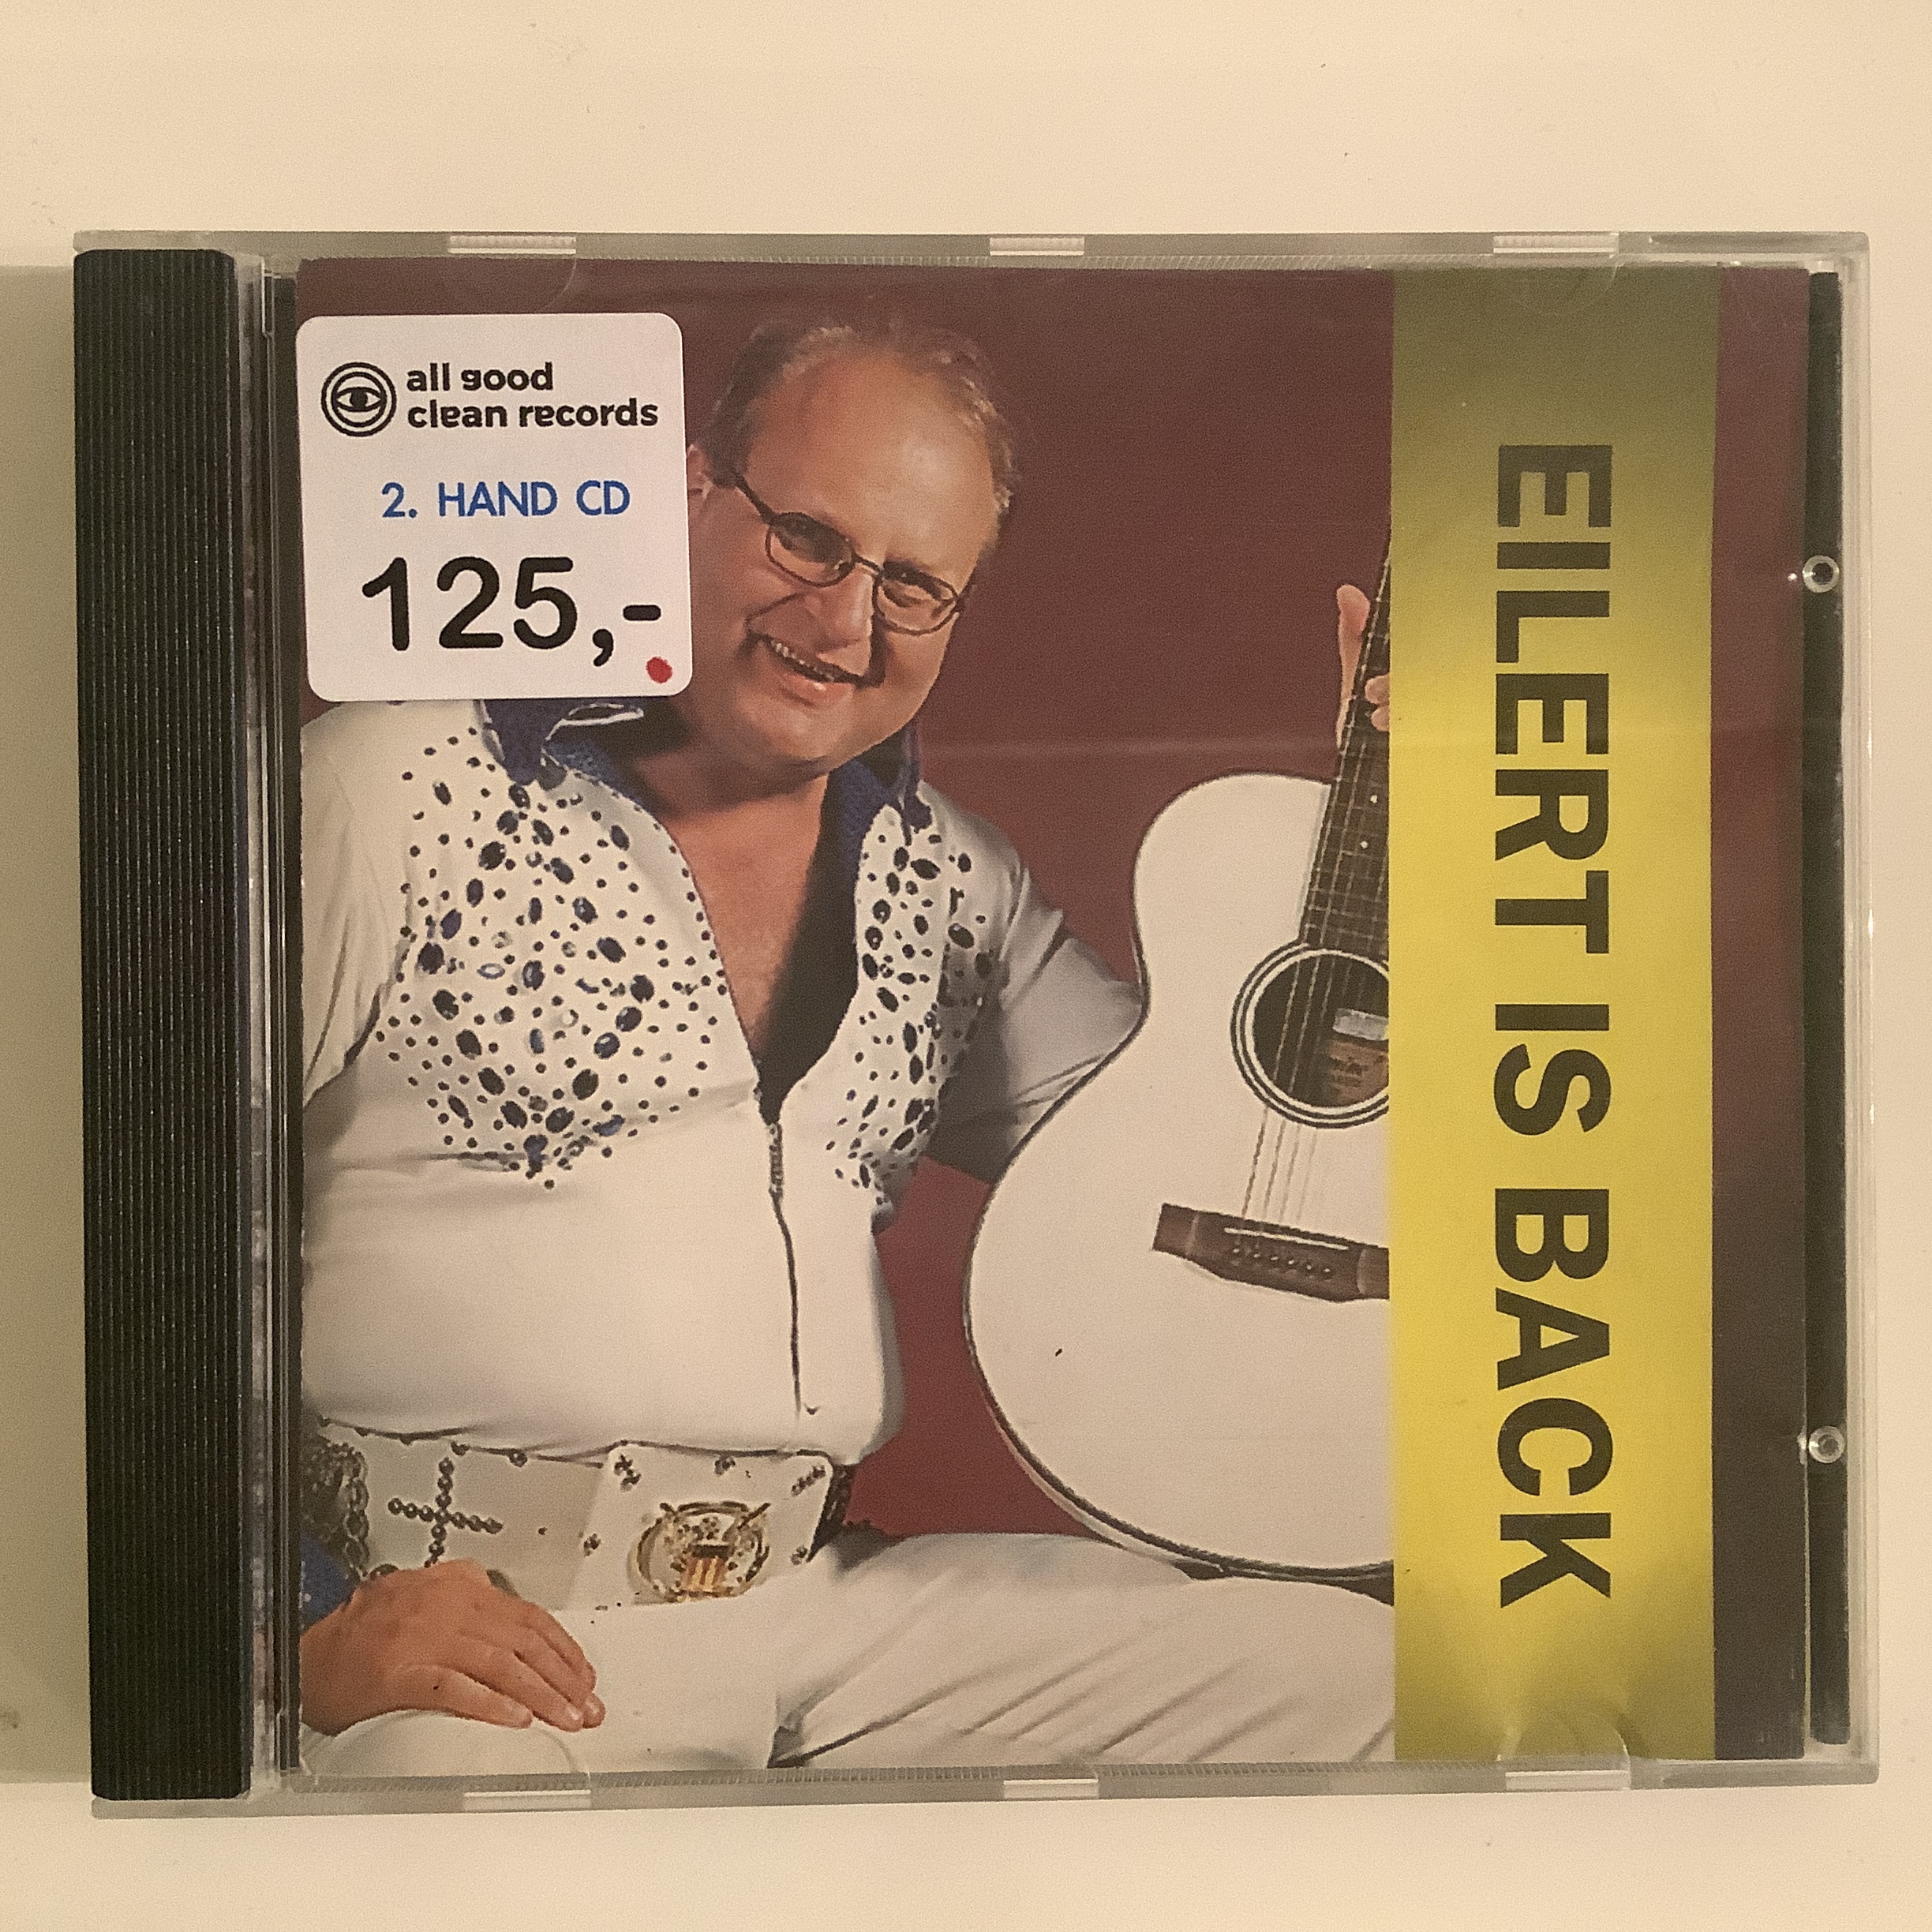 all good
clean records
2. HAND CD
125,-
EILERT IS BACK